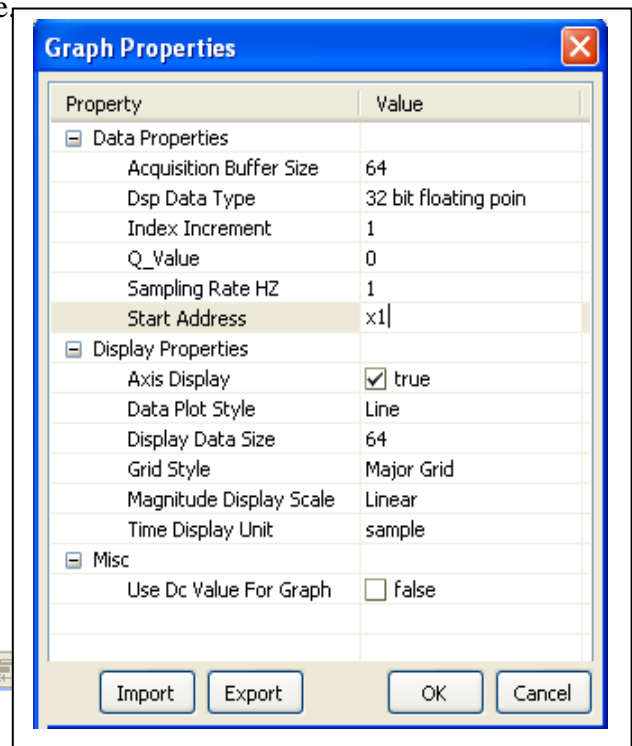 e.
Graph Properties
Property Value
Data Properties
Acquisition Buffer Size 64
Dsp Data Type 32 bit floating poin
Index Increment 1
Q_Value 0
Sampling Rate HZ 1
Start Address x1
Display Properties
Axis Display true
Data Plot Style Line
Display Data Size 64
Grid Style Major Grid
Magnitude Display Scale Linear
Time Display Unit sample
Misc
Use Dc Value For Graph false
Import Export OK Cancel